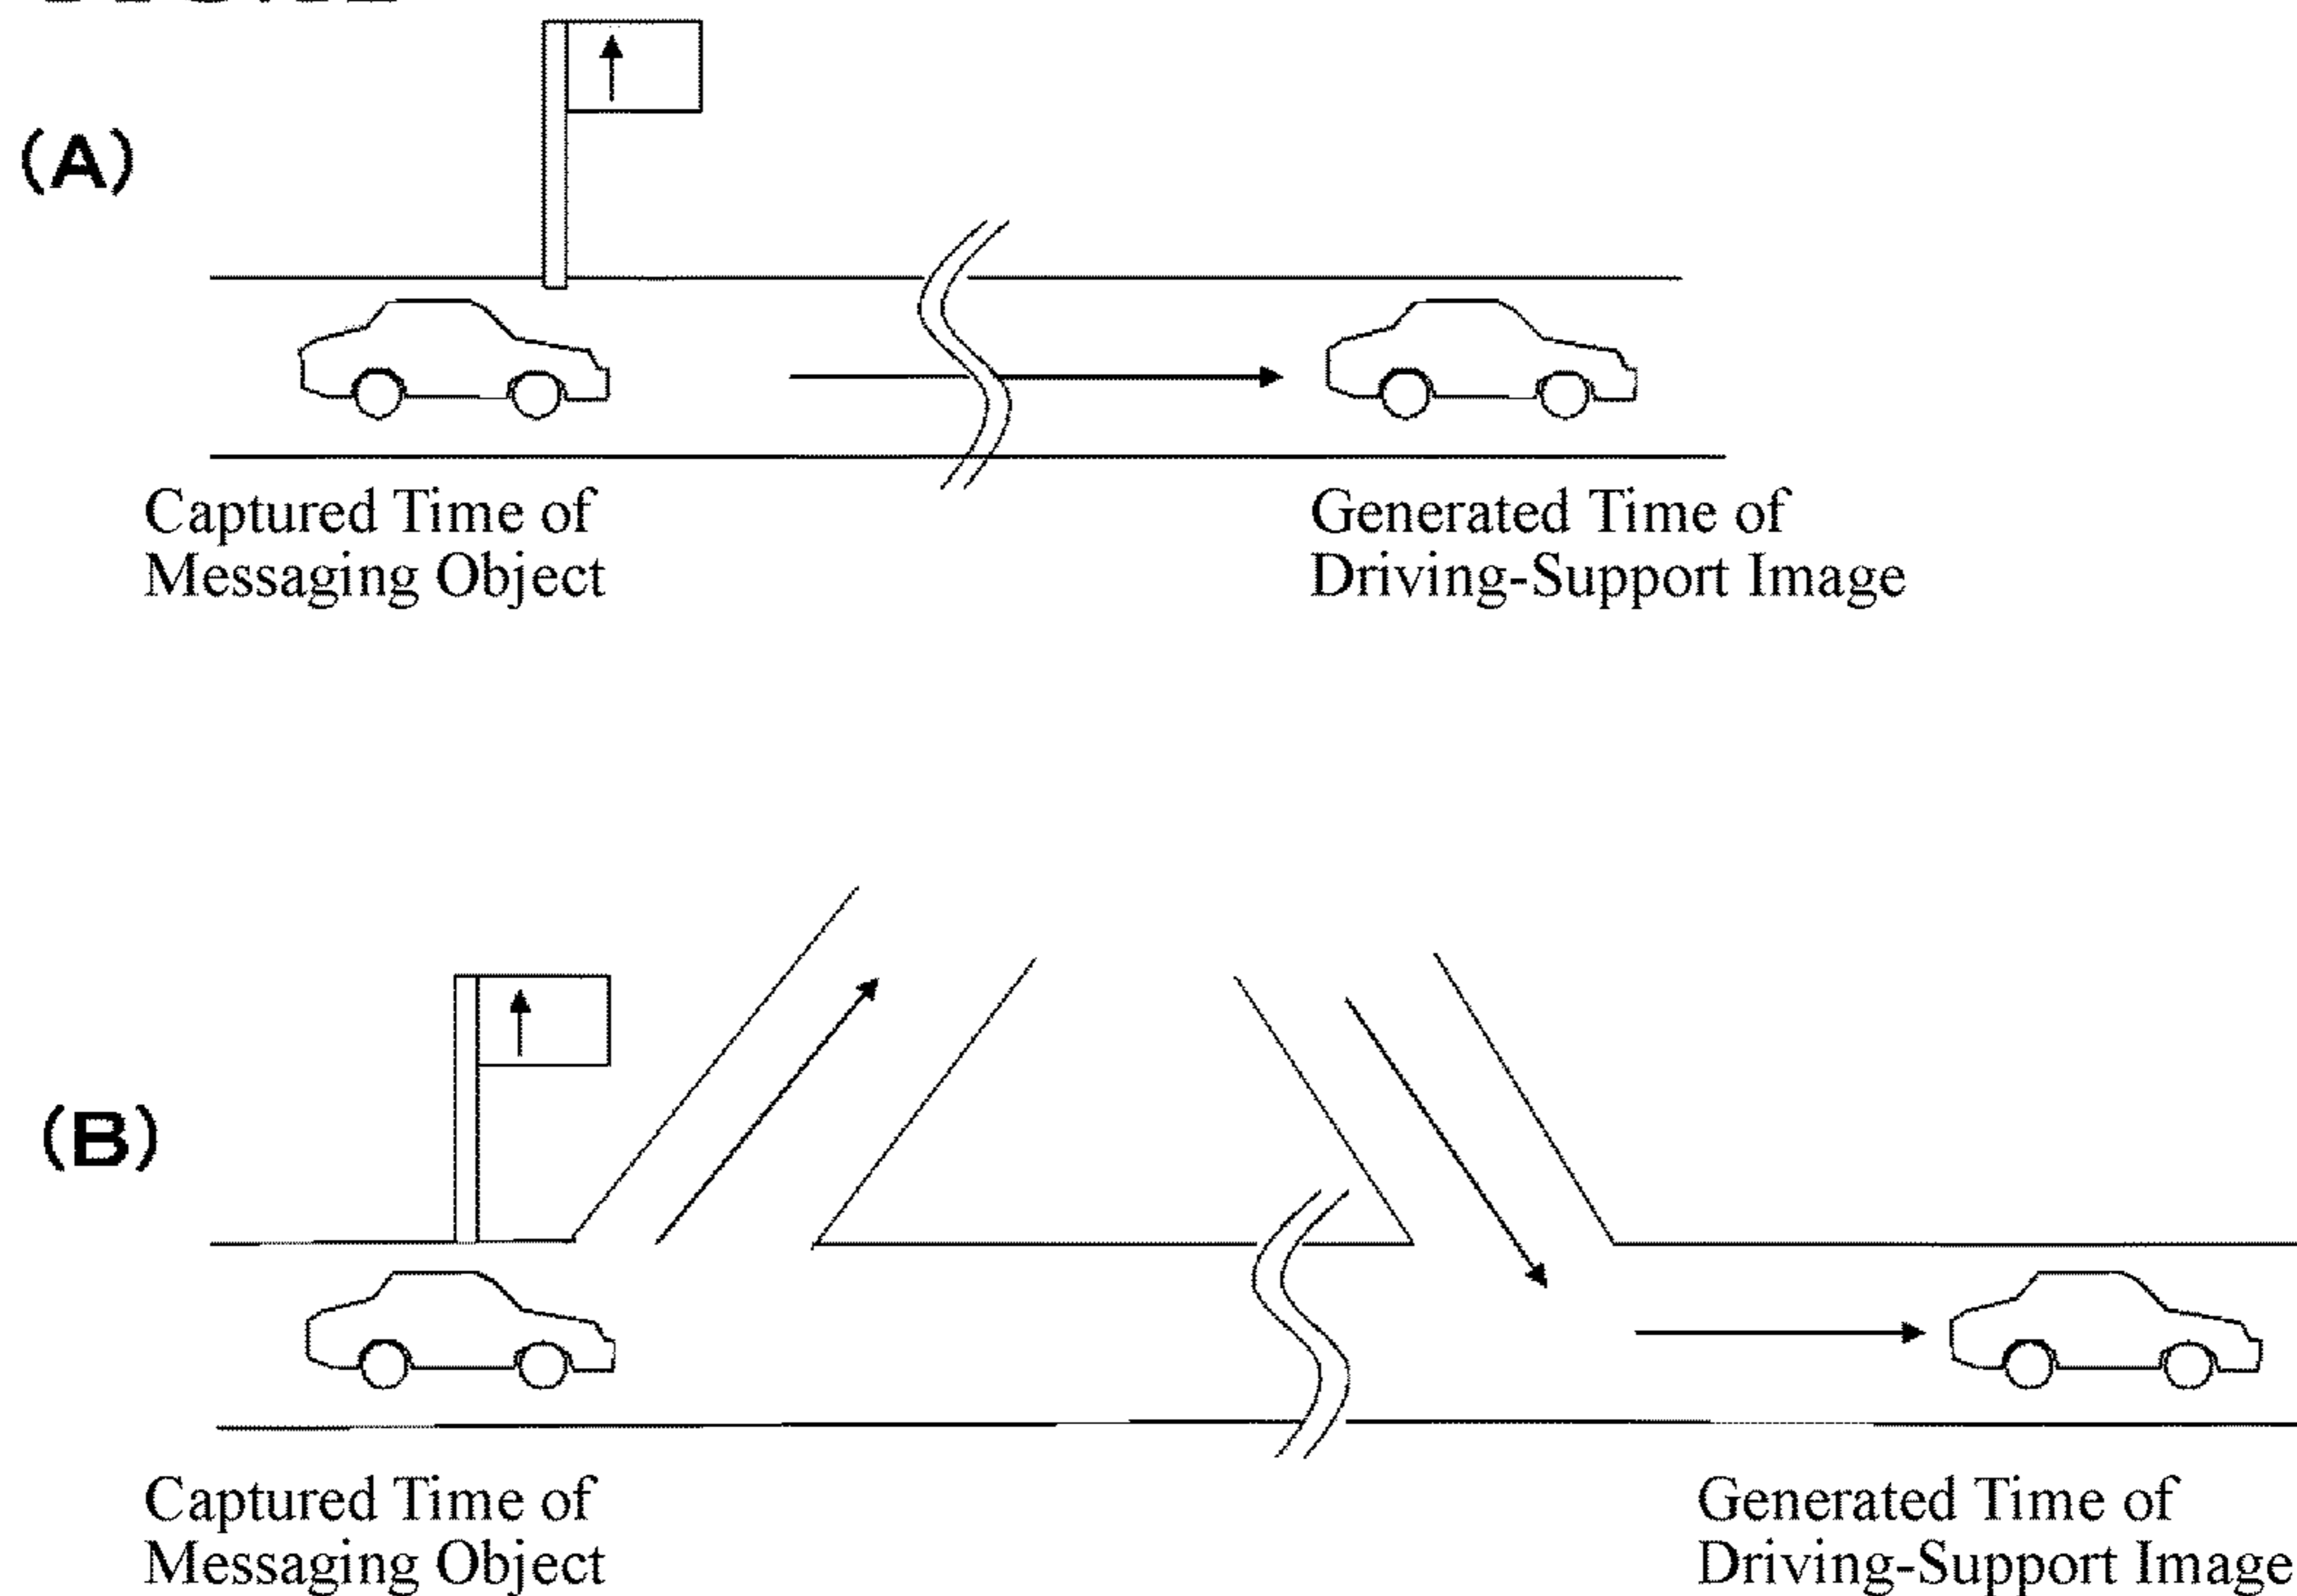 (A)
Captured Time of
Messaging Object
Generated Time of
Driving-Support Image
(B)
Captured Time of
Messaging Object
Generated Time of
Driving-Support Image